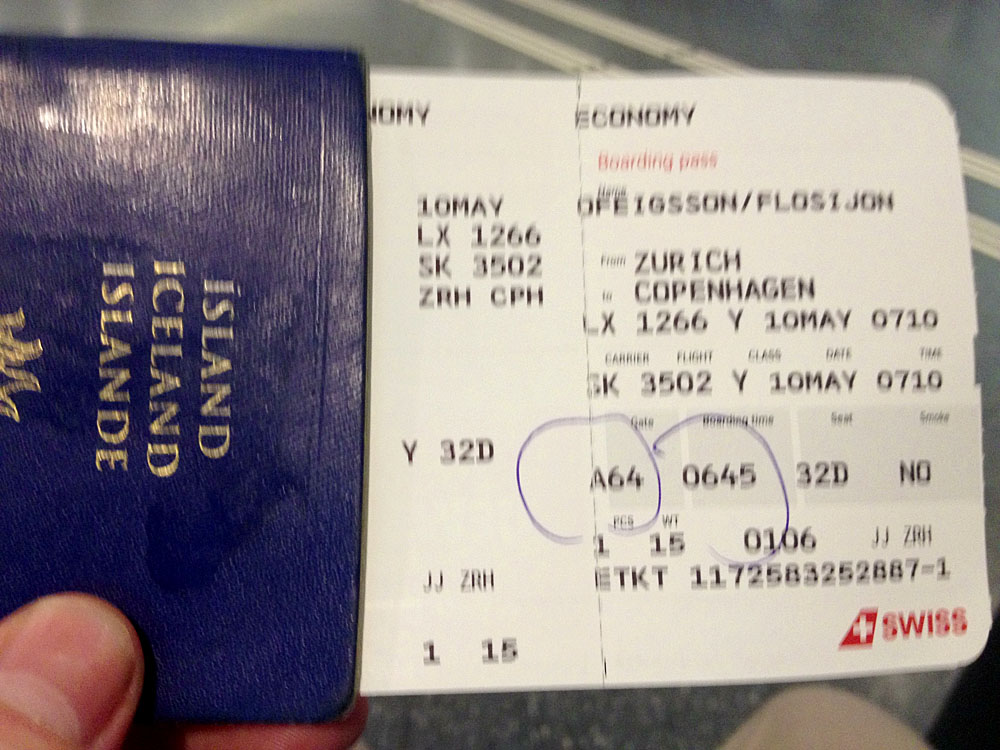 ÍSLAND
ICELAND
ISLANDE
NOMY
10MAY
LX 1266
SK 3502
ZRH CPH
Y 32D
JJ ZRH
1 15
ECONOMY
Boarding pass
Name
OFEIGSSON/FLOSIJON
From ZURICH
to COPENHAGEN
LX 1266 Y 10MAY 0710
CARRIER FLIGHT CLASS DATE TIME
SK 3502 Y 10MAY 0710
Gate Boarding time Seat Smoke
A64 0645 32D NO
PCS WT
1 15 0106 JJ ZRH
ETKT 1172583252887-1
SWISS